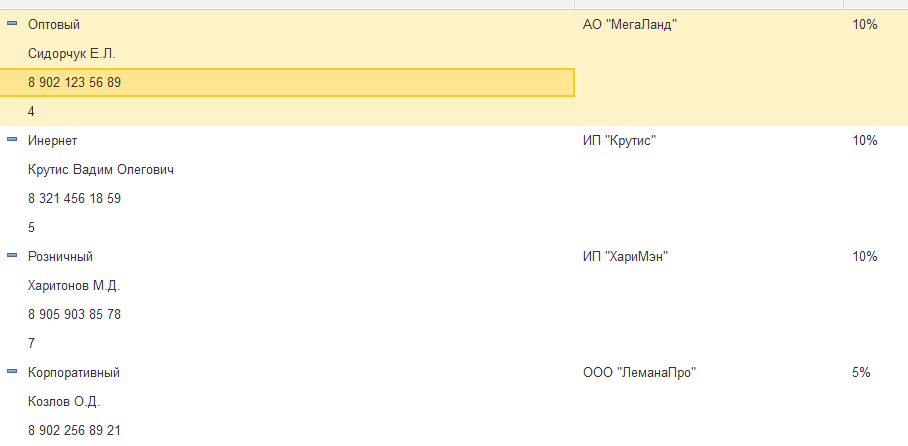 Оптовый АО "МегаЛанд" 10%
Сидорчук Е.Л.
8 902 123 56 89
4
Инернет ИП "Крутис" 10%
Крутис Вадим Олегович
8 321 456 18 59
5
Розничный ИП "ХариМэн" 10%
Харитонов М.Д.
8 905 903 85 78
7
Корпоративный ООО "ЛеманаПро" 5%
Козлов О.Д.
8 902 256 89 21